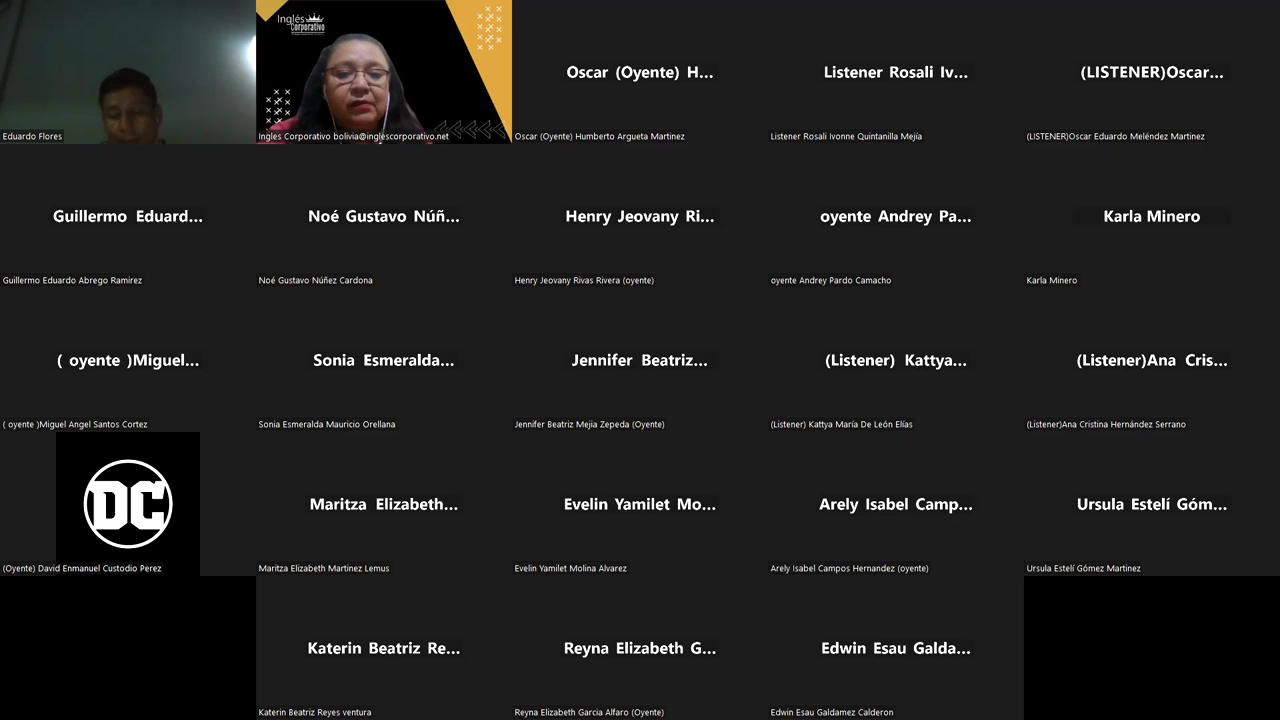 Inglés
Corporativo
Oscar (Oyente) H...
Listener Rosali Iv...
(LISTENER)Oscar...
Eduardo Flores
Ingles Corporativo bolivia@inglescorporativo.net
Oscar (Oyente) Humberto Argueta Martinez
Listener Rosali Ivonne Quintanilla Mejía
(LISTENER)Oscar Eduardo Meléndez Martinez
Guillermo Eduard...
Noé Gustavo Núñ...
Henry Jeovany Ri...
oyente Andrey Pa...
Karla Minero
Guillermo Eduardo Abrego Ramirez
Noé Gustavo Núñez Cardona
Henry Jeovany Rivas Rivera (oyente)
oyente Andrey Pardo Camacho
Karla Minero
( oyente )Miguel...
Sonia Esmeralda...
Jennifer Beatriz...
(Listener) Kattya...
(Listener)Ana Cris...
( oyente )Miguel Angel Santos Cortez
Sonia Esmeralda Mauricio Orellana
Jennifer Beatriz Mejia Zepeda (Oyente)
(Listener) Kattya María De León Elías
(Listener)Ana Cristina Hernández Serrano
DC
Maritza Elizabeth...
Evelin Yamilet Mo...
Arely Isabel Camp...
Ursula Estelí Góm...
(Oyente) David Enmanuel Custodio Perez
Maritza Elizabeth Martinez Lemus
Evelin Yamilet Molina Alvarez
Arely Isabel Campos Hernandez (oyente)
Ursula Estelí Gómez Martinez
Katerin Beatriz Re...
Reyna Elizabeth G...
Edwin Esau Galda...
Katerin Beatriz Reyes ventura
Reyna Elizabeth Garcia Alfaro (Oyente)
Edwin Esau Galdamez Calderon